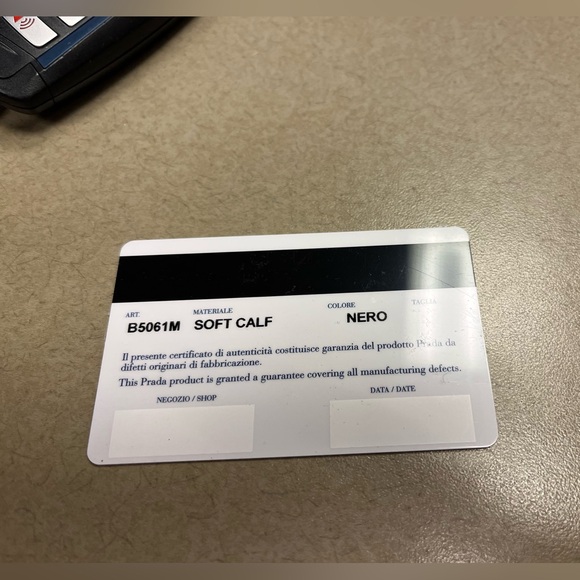 ART. MATERIALE COLORE TAGLIA
B5061M SOFT CALF NERO
Il presente certificato di autenticità costituisce garanzia del prodotto Prada da
difetti originari di fabbricazione.
This Prada product is granted a guarantee covering all manufacturing defects.
NEGOZIO / SHOP DATA / DATE